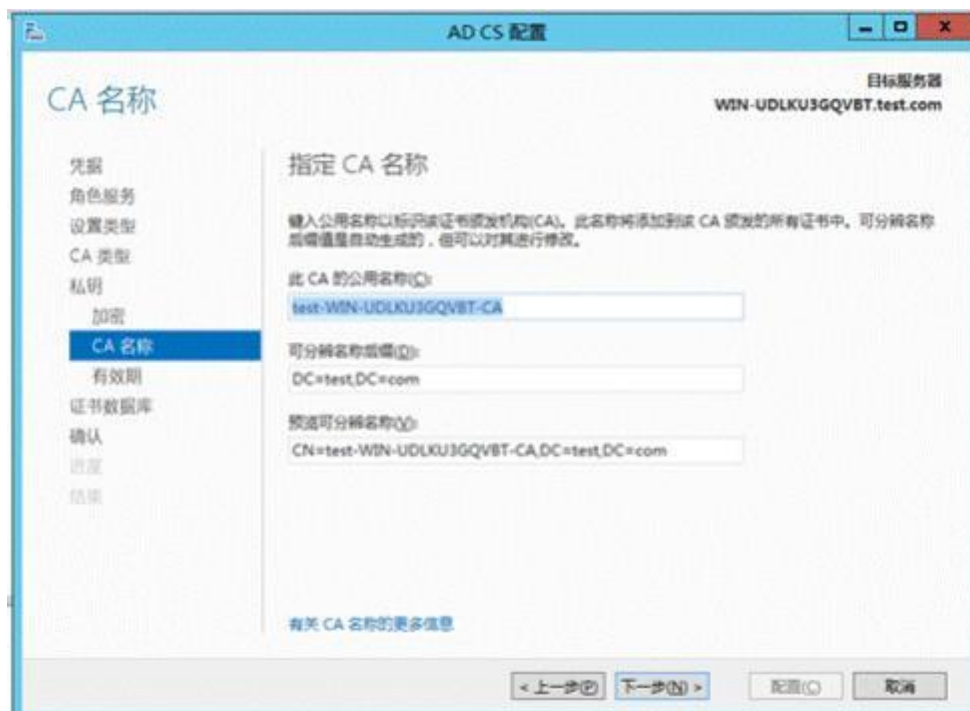 AD CS 配置
CA 名称
目标服务器
WIN-UDLKU3GQVBT.test.com
凭据
角色服务
设置类型
CA 类型
私钥
加密
CA 名称
有效期
证书数据库
确认
进度
结果
指定 CA 名称
键入公用名称以标识该证书颁发机构(CA)。此名称将添加到该 CA 颁发的所有证书中。可分辨名称
后缀值是自动生成的，但可以对其进行修改。
此 CA 的公用名称(C):
test-WIN-UDLKU3GQVBT-CA
可分辨名称后缀(D):
DC=test,DC=com
预览可分辨名称(V):
CN=test-WIN-UDLKU3GQVBT-CA,DC=test,DC=com
有关 CA 名称的更多信息
< 上一步(P)
下一步(N) >
配置(C)
取消